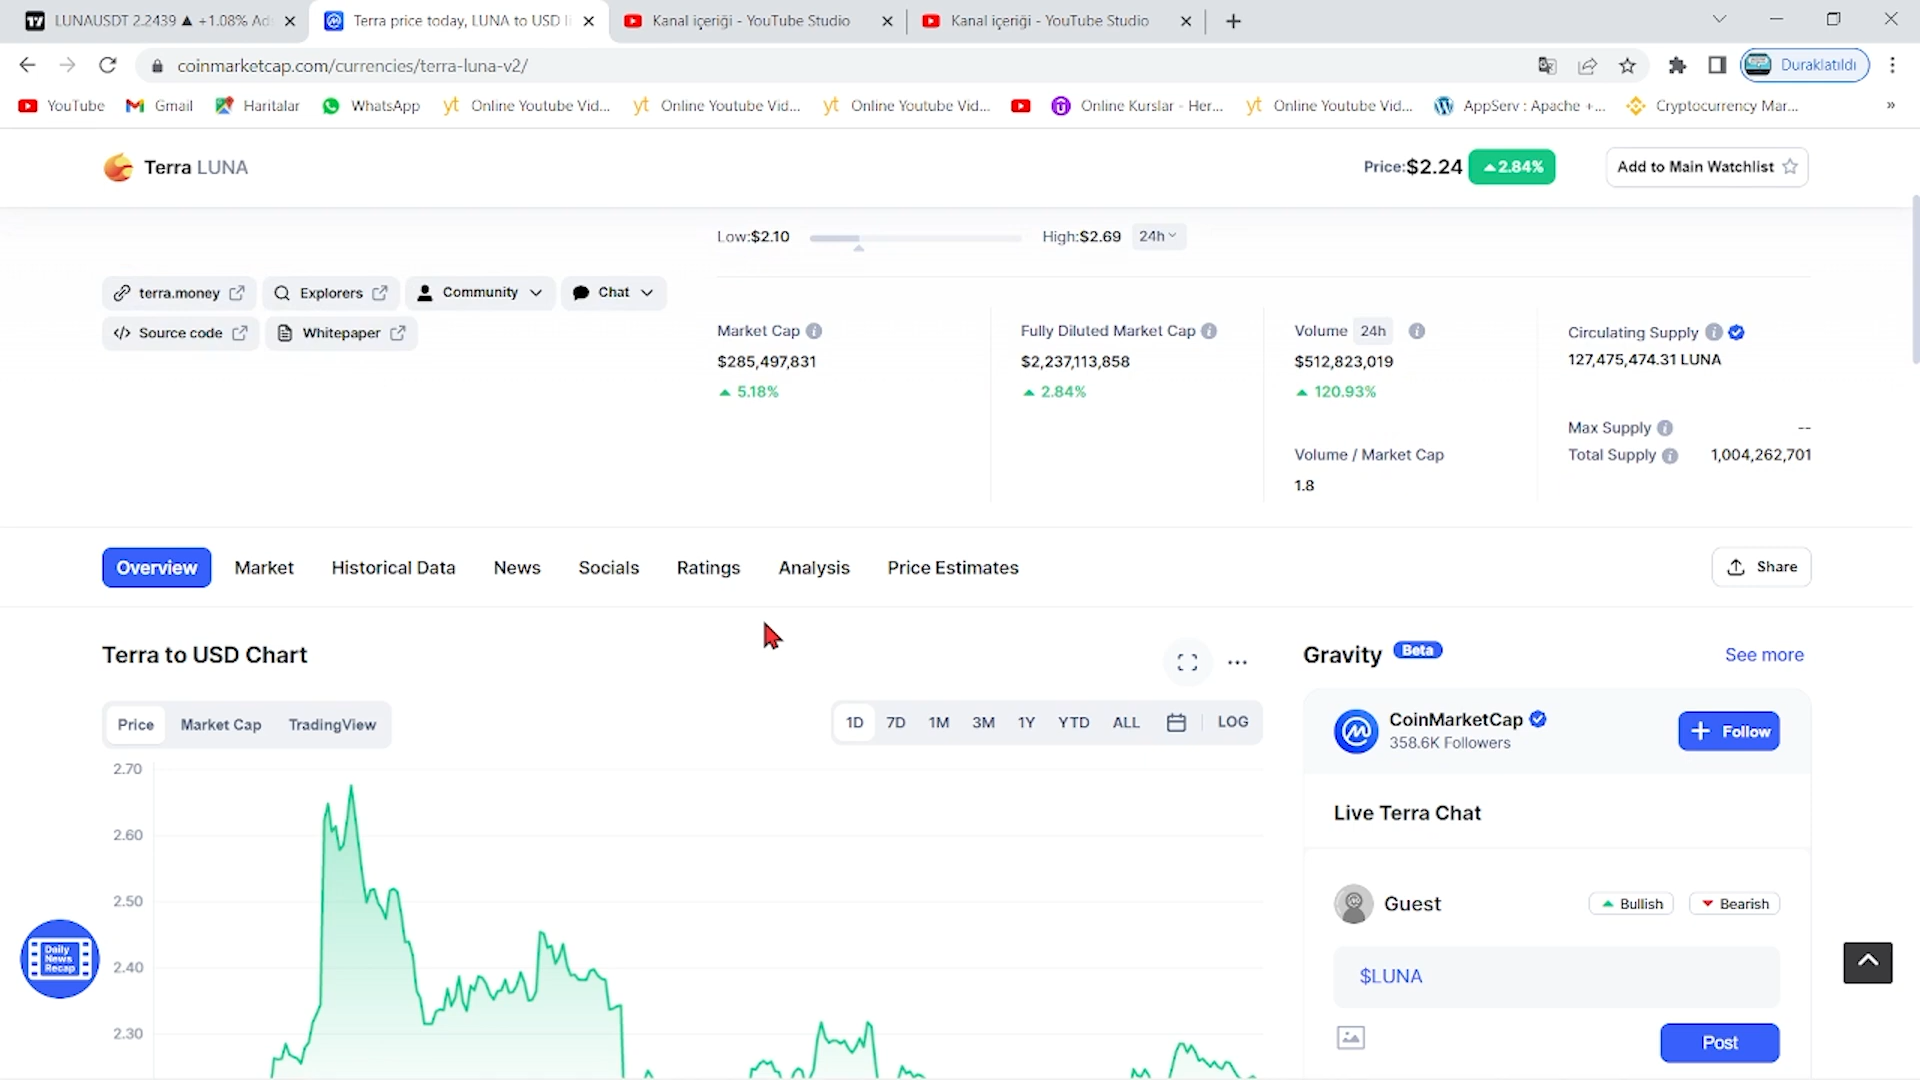 LUNAUSDT 2.2439 ▲ +1.08% Ad
Terra price today, LUNA to USD li
Kanal içeriği - YouTube Studio
Kanal içeriği - YouTube Studio
coinmarketcap.com/currencies/terra-luna-v2/
Duraklatıldı
YouTube
Gmail
Haritalar
WhatsApp
Online Youtube Vid...
Online Youtube Vid...
Online Youtube Vid...
Online Kurslar - Her...
Online Youtube Vid...
AppServ : Apache +...
Cryptocurrency Mar...
»
Terra LUNA
Price:$2.24 ▲2.84%
Add to Main Watchlist
Low:$2.10
High:$2.69
24h
terra.money
Explorers
Community
Chat
Source code
Whitepaper
Market Cap
$285,497,831
▲ 5.18%
Fully Diluted Market Cap
$2,237,113,858
▲ 2.84%
Volume 24h
$512,823,019
▲ 120.93%
Volume / Market Cap
1.8
Circulating Supply
127,475,474.31 LUNA
Max Supply --
Total Supply 1,004,262,701
Overview
Market
Historical Data
News
Socials
Ratings
Analysis
Price Estimates
Share
Terra to USD Chart
Price
Market Cap
TradingView
1D
7D
1M
3M
1Y
YTD
ALL
LOG
2.70
2.60
2.50
2.40
2.30
Daily
News
Recap
Gravity Beta
See more
CoinMarketCap
358.6K Followers
+ Follow
Live Terra Chat
Guest
▲ Bullish
▼ Bearish
$LUNA
Post